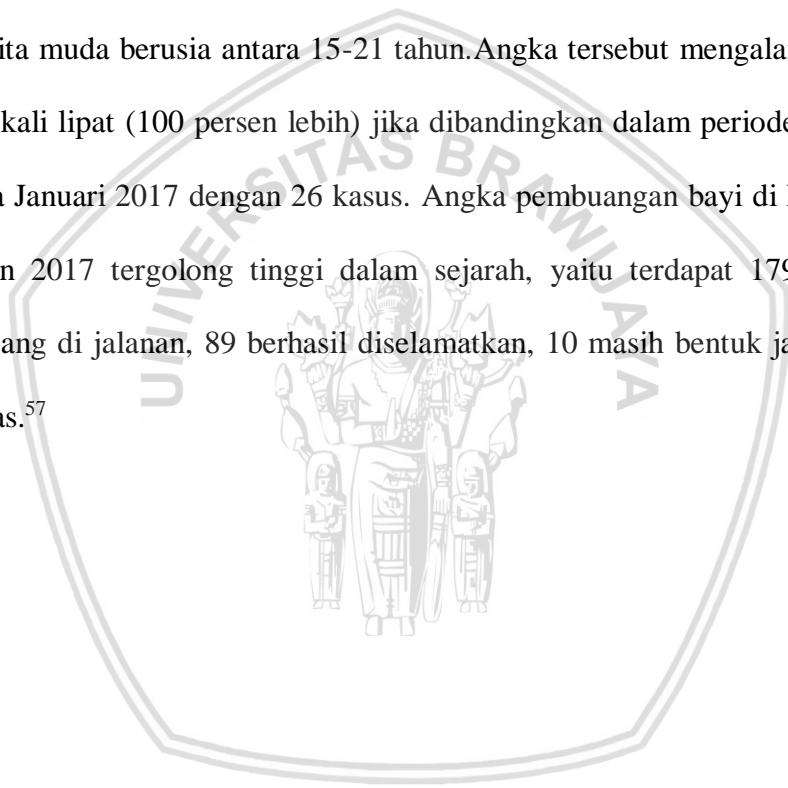 ita muda berusia antara 15-21 tahun.Angka tersebut mengala
kali lipat (100 persen lebih) jika dibandingkan dalam periode
Januari 2017 dengan 26 kasus. Angka pembuangan bayi di
n 2017 tergolong tinggi dalam sejarah, yaitu terdapat 179
ang di jalanan, 89 berhasil diselamatkan, 10 masih bentuk ja
as.57
UNIVERSITAS BRAWIJAYA